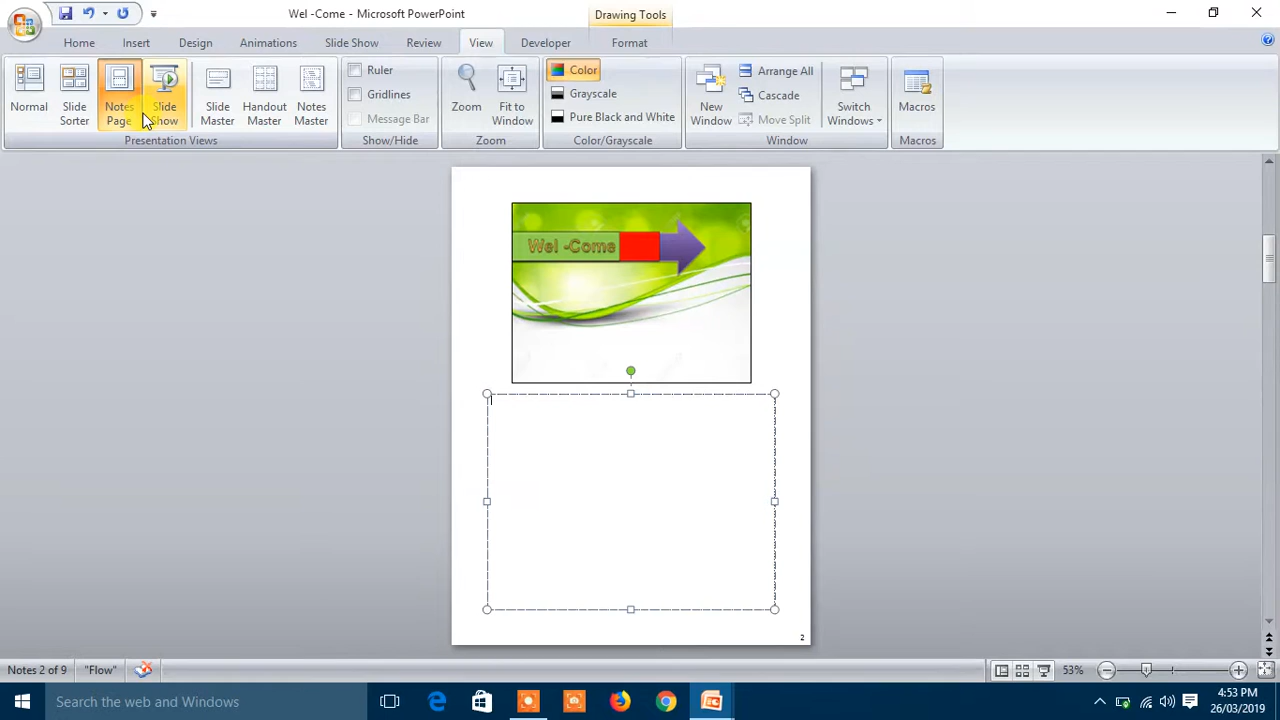 Wel -Come - Microsoft PowerPoint
Drawing Tools
Home
Insert
Design
Animations
Slide Show
Review
View
Developer
Format
Normal
Slide Sorter
Notes Page
Slide Show
Slide Master
Handout Master
Notes Master
Presentation Views
Ruler
Gridlines
Message Bar
Show/Hide
Zoom
Fit to Window
Zoom
Color
Grayscale
Pure Black and White
Color/Grayscale
New Window
Arrange All
Cascade
Move Split
Switch Windows
Window
Macros
Macros
Wel -Come
2
Notes 2 of 9
"Flow"
53%
Search the web and Windows
4:53 PM
26/03/2019